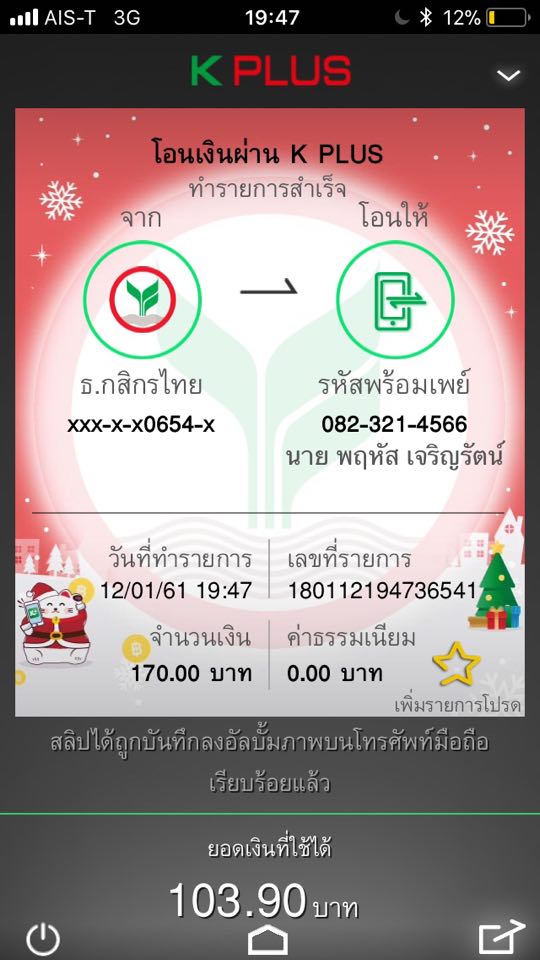 AIS-T 3G 19:47 12%
K PLUS
โอนเงินผ่าน K PLUS
ทำรายการสำเร็จ
จาก โอนให้
ธ.กสิกรไทย รหัสพร้อมเพย์
xxx-x-x0654-x 082-321-4566
นาย พฤหัส เจริญรัตน์
วันที่ทำรายการ เลขที่รายการ
12/01/61 19:47 180112194736541
จำนวนเงิน ค่าธรรมเนียม
170.00 บาท 0.00 บาท
เพิ่มรายการโปรด
สลิปได้ถูกบันทึกลงอัลบั้มภาพบนโทรศัพท์มือถือ
เรียบร้อยแล้ว
ยอดเงินที่ใช้ได้
103.90 บาท